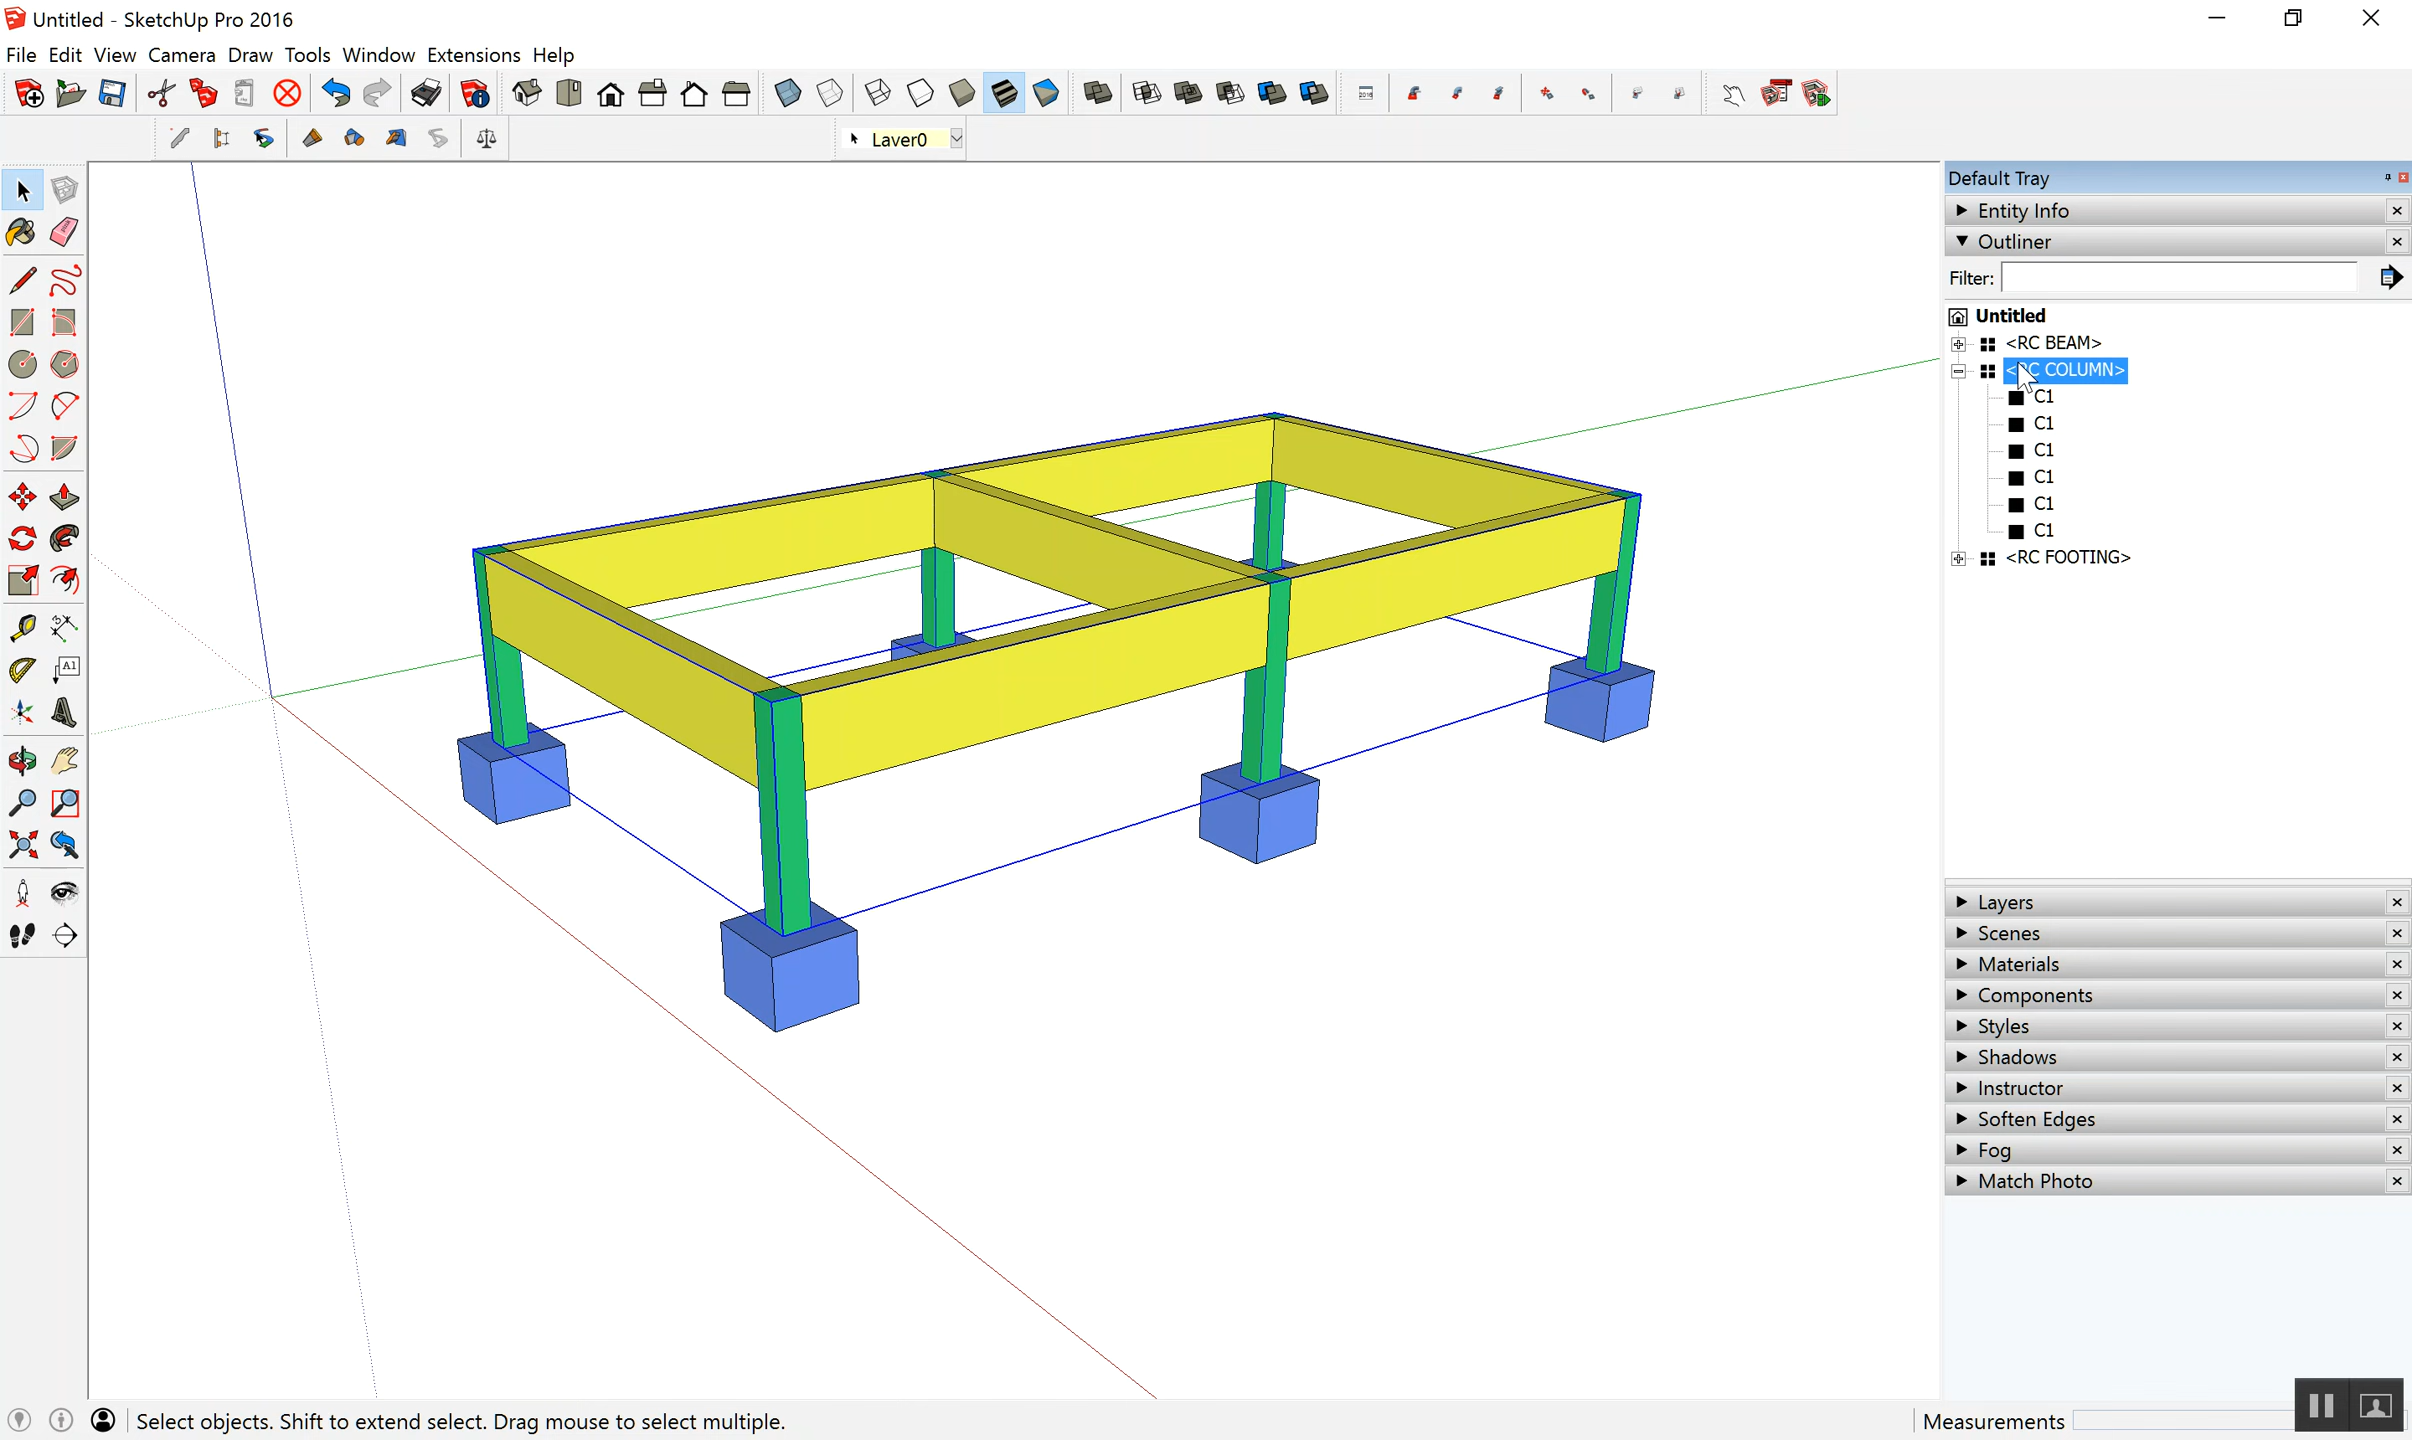 Untitled - SketchUp Pro 2016
File Edit View Camera Draw Tools Window Extensions Help
Layer0
Default Tray
Entity Info
Outliner
Filter:
Untitled
<RC BEAM>
<RC COLUMN>
C1
C1
C1
C1
C1
C1
<RC FOOTING>
A1
Layers
Scenes
Materials
Components
Styles
Shadows
Instructor
Soften Edges
Fog
Match Photo
Select objects. Shift to extend select. Drag mouse to select multiple.
Measurements